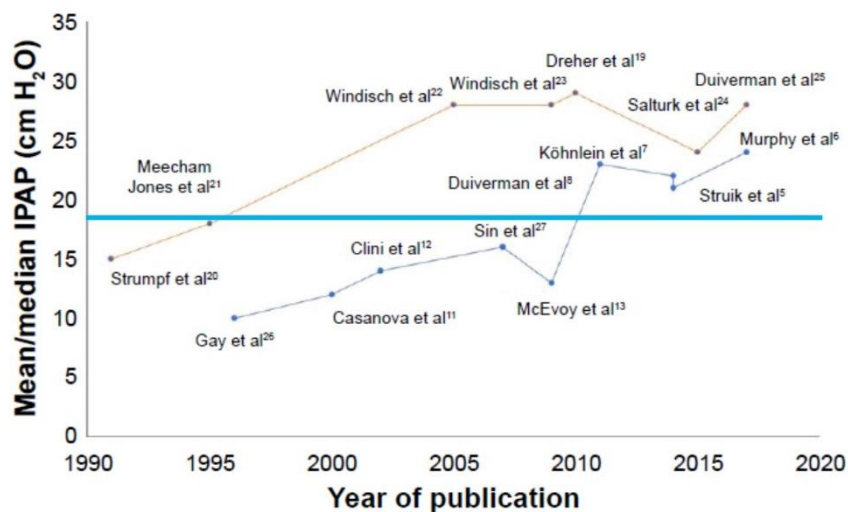 35
30
25
20
15
10
5
0
Mean/median IPAP (cm H₂O)
Dreher et al¹⁹
Windisch et al²³
Windisch et al²²
Duiverman et al²⁵
Salturk et al²⁴
Murphy et al⁶
Köhnlein et al⁷
Meecham
Jones et al²¹
Duiverman et al⁸
Struik et al⁵
Sin et al²⁷
Clini et al¹²
Strumpf et al²⁰
McEvoy et al¹³
Casanova et al¹¹
Gay et al²⁶
1990 1995 2000 2005 2010 2015 2020
Year of publication